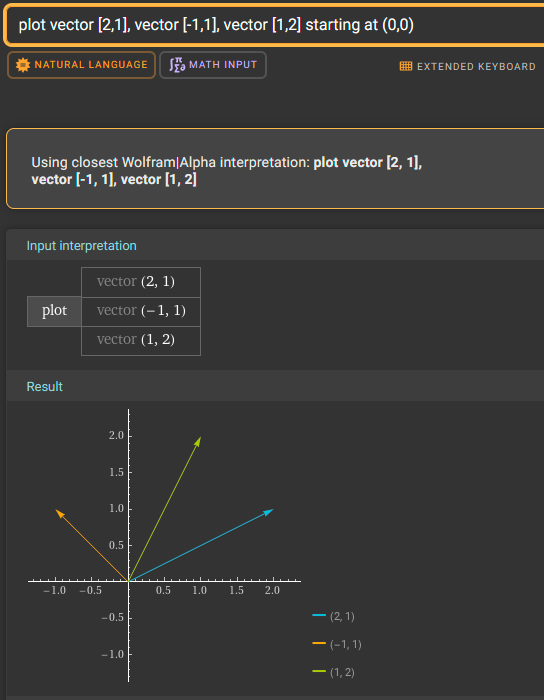 plot vector [2,1], vector [-1,1], vector [1,2] starting at (0,0)
NATURAL LANGUAGE
∫π Σ∂ MATH INPUT
EXTENDED KEYBOARD
Using closest Wolfram|Alpha interpretation: plot vector [2, 1],
vector [-1, 1], vector [1, 2]
Input interpretation
plot
vector (2, 1)
vector (−1, 1)
vector (1, 2)
Result
2.0
1.5
1.0
0.5
−1.0 −0.5 0.5 1.0 1.5 2.0
−0.5
−1.0
(2, 1)
(−1, 1)
(1, 2)